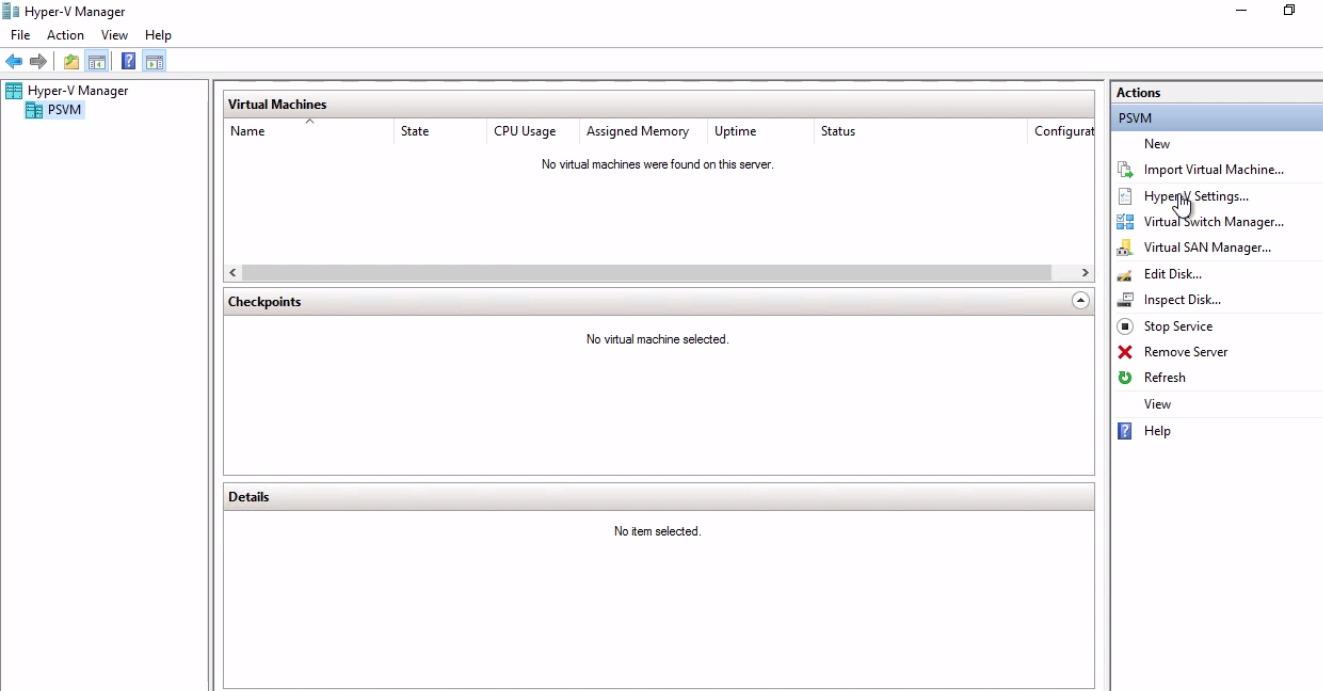 Hyper-V Manager
File Action View Help
Hyper-V Manager
PSVM
Virtual Machines
Name State CPU Usage Assigned Memory Uptime Status Configurat
No virtual machines were found on this server.
Checkpoints
No virtual machine selected.
Details
No item selected.
Actions
PSVM
New
Import Virtual Machine...
Hyper-V Settings...
Virtual Switch Manager...
Virtual SAN Manager...
Edit Disk...
Inspect Disk...
Stop Service
Remove Server
Refresh
View
Help